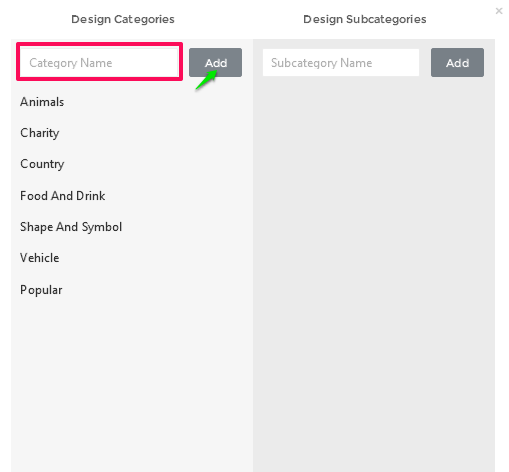 Design Categories
Design Subcategories
×
Category Name
Add
Subcategory Name
Add
Animals
Charity
Country
Food And Drink
Shape And Symbol
Vehicle
Popular